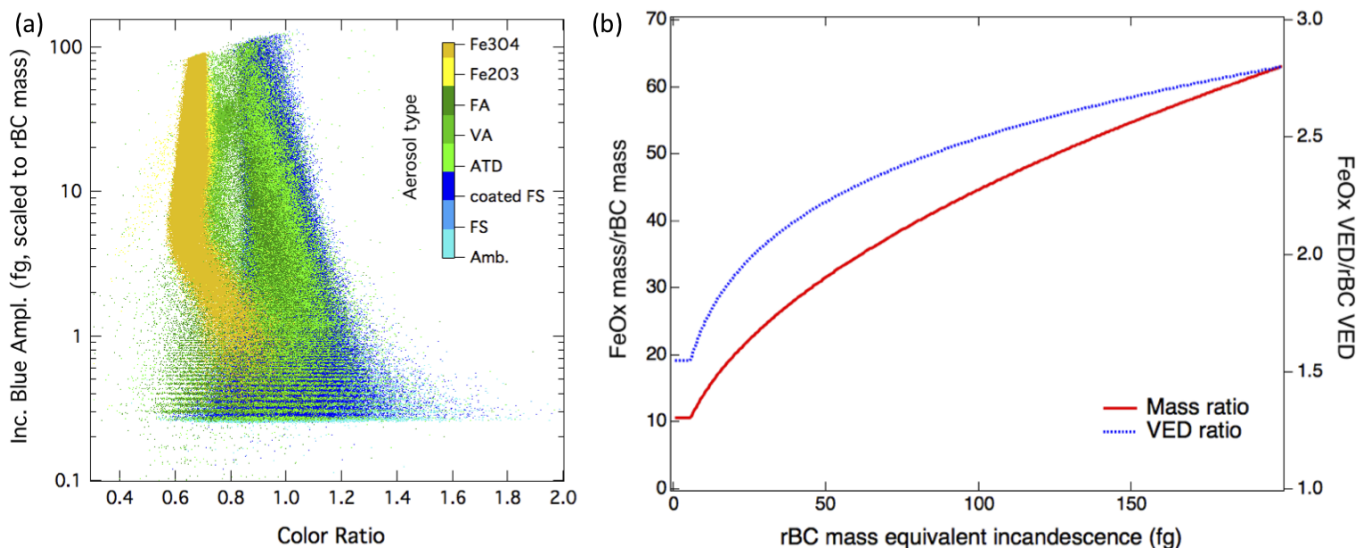 (a)
Inc. Blue Ampl. (fg, scaled to rBC mass)
100
10
1
0.1
0.4 0.6 0.8 1.0 1.2 1.4 1.6 1.8 2.0
Color Ratio
Aerosol type
Fe3O4
Fe2O3
FA
VA
ATD
coated FS
FS
Amb.
(b)
FeOx mass/rBC mass
70
60
50
40
30
20
10
0
0 50 100 150
rBC mass equivalent incandescence (fg)
3.0
2.5
2.0
1.5
1.0
FeOx VED/rBC VED
Mass ratio
VED ratio